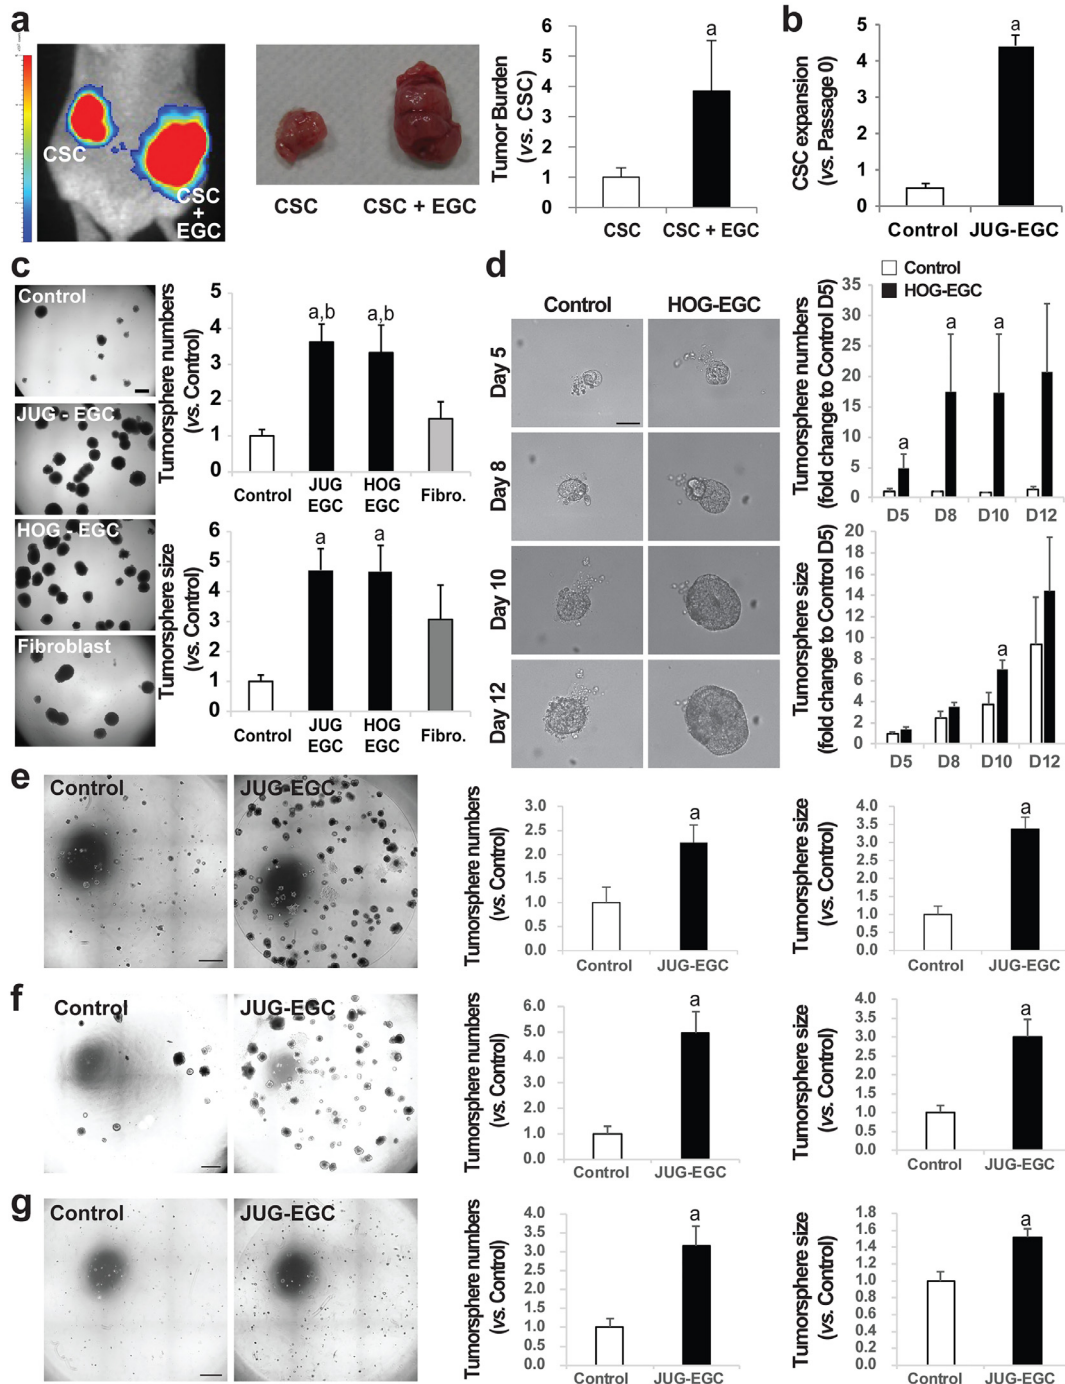 a
CSC
CSC
+
EGC
CSC
CSC + EGC
Tumor Burden
(vs. CSC)
6
5
4
3
2
1
0
a
CSC
CSC + EGC
b
CSC expansion
(vs. Passage 0)
5
4
3
2
1
0
a
Control
JUG-EGC
c
Control
JUG - EGC
HOG - EGC
Fibroblast
Tumorsphere numbers
(vs. Control)
5
4
3
2
1
0
a,b
a,b
Control
JUG
EGC
HOG
EGC
Fibro.
Tumorsphere size
(vs. Control)
6
5
4
3
2
1
0
a
a
Control
JUG
EGC
HOG
EGC
Fibro.
d
Control
HOG-EGC
Day 5
Day 8
Day 10
Day 12
Control
HOG-EGC
Tumorsphere numbers
(fold change to Control D5)
35
30
25
20
15
10
5
0
a
a
a
D5
D8
D10
D12
Tumorsphere size
(fold change to Control D5)
20
18
16
14
12
10
8
6
4
2
0
a
D5
D8
D10
D12
e
Control
JUG-EGC
Tumorsphere numbers
(vs. Control)
3.0
2.5
2.0
1.5
1.0
0.5
0.0
a
Control
JUG-EGC
Tumorsphere size
(vs. Control)
4.0
3.5
3.0
2.5
2.0
1.5
1.0
0.5
0.0
a
Control
JUG-EGC
f
Control
JUG-EGC
Tumorsphere numbers
(vs. Control)
6.0
5.0
4.0
3.0
2.0
1.0
0.0
a
Control
JUG-EGC
Tumorsphere size
(vs. Control)
4.0
3.5
3.0
2.5
2.0
1.5
1.0
0.5
0.0
a
Control
JUG-EGC
g
Control
JUG-EGC
Tumorsphere numbers
(vs. Control)
4.0
3.5
3.0
2.5
2.0
1.5
1.0
0.5
0.0
a
Control
JUG-EGC
Tumorsphere size
(vs. Control)
1.8
1.6
1.4
1.2
1.0
0.8
0.6
0.4
0.2
0.0
a
Control
JUG-EGC